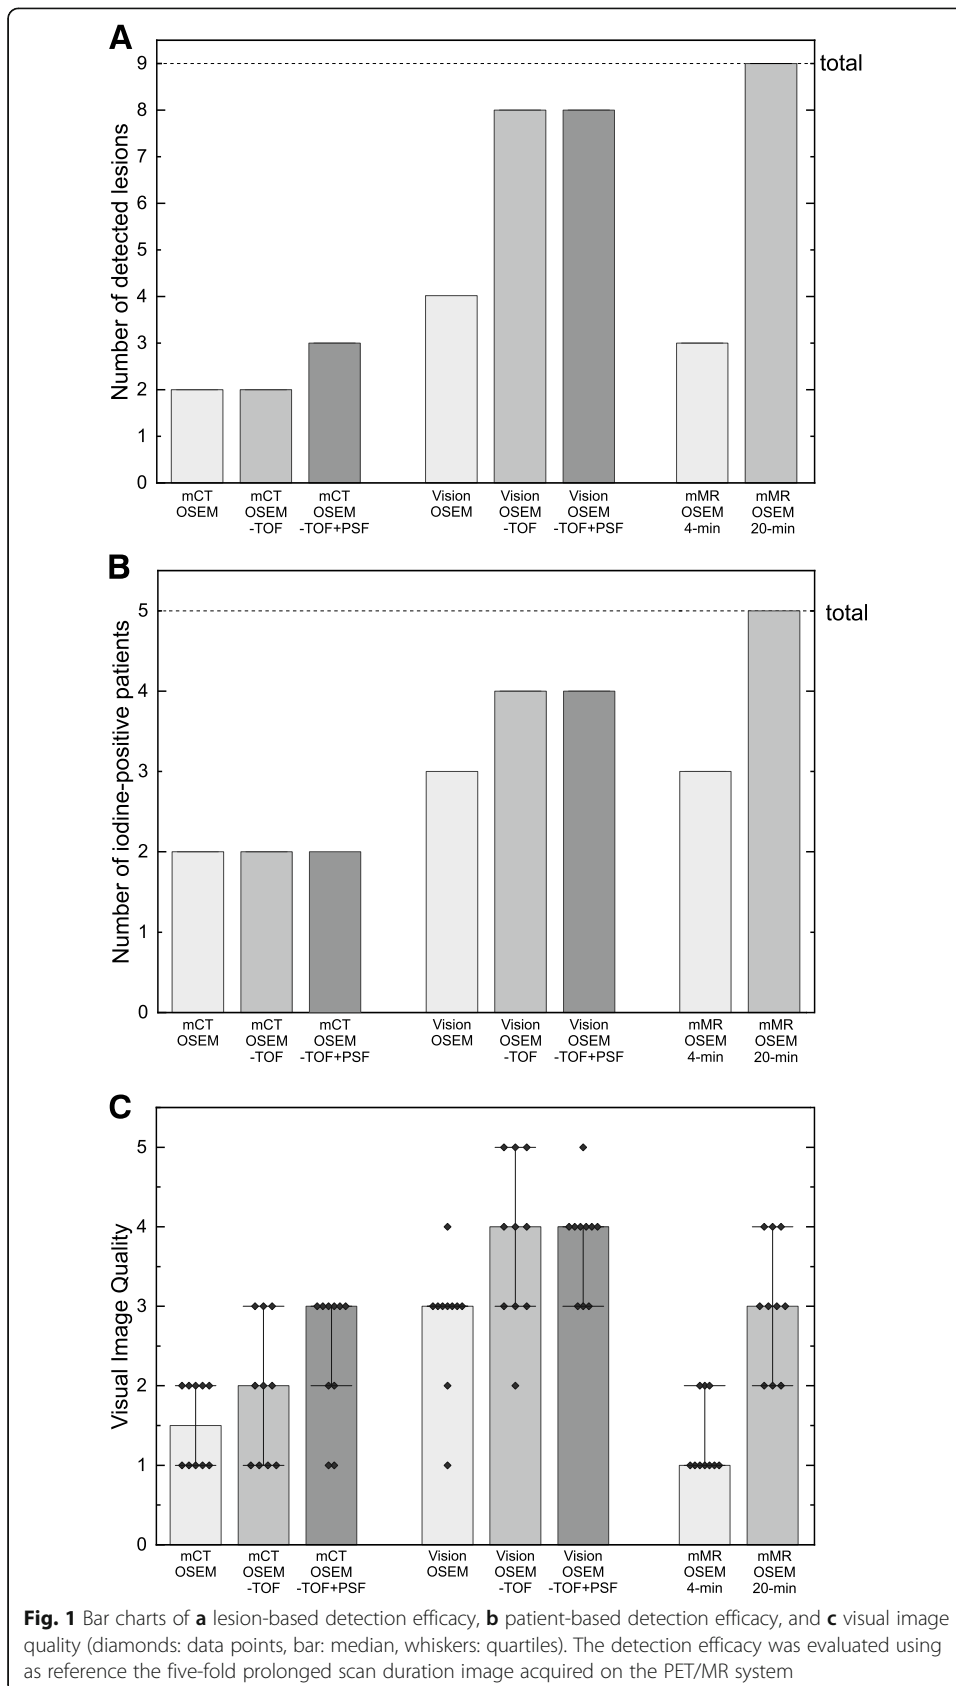 A
Number of detected lesions
9
8
7
6
5
4
3
2
1
0
total
mCT
OSEM
mCT
OSEM
-TOF
mCT
OSEM
-TOF+PSF
Vision
OSEM
Vision
OSEM
-TOF
Vision
OSEM
-TOF+PSF
mMR
OSEM
4-min
mMR
OSEM
20-min
B
Number of iodine-positive patients
5
4
3
2
1
0
total
mCT
OSEM
mCT
OSEM
-TOF
mCT
OSEM
-TOF+PSF
Vision
OSEM
Vision
OSEM
-TOF
Vision
OSEM
-TOF+PSF
mMR
OSEM
4-min
mMR
OSEM
20-min
C
Visual Image Quality
5
4
3
2
1
0
mCT
OSEM
mCT
OSEM
-TOF
mCT
OSEM
-TOF+PSF
Vision
OSEM
Vision
OSEM
-TOF
Vision
OSEM
-TOF+PSF
mMR
OSEM
4-min
mMR
OSEM
20-min
Fig. 1 Bar charts of a lesion-based detection efficacy, b patient-based detection efficacy, and c visual image
quality (diamonds: data points, bar: median, whiskers: quartiles). The detection efficacy was evaluated using
as reference the five-fold prolonged scan duration image acquired on the PET/MR system